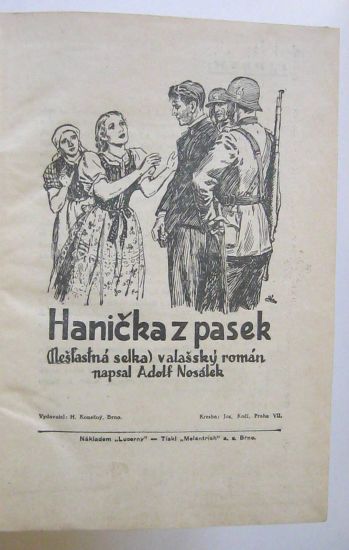 Hanička z pasek
(Nešťastná selka) valašský román
napsal Adolf Nosálek
Vydavatel: H. Konečný, Brno. Kresba: Jos. Kočí, Praha VII.
Nákladem „Lucerny" — Tiskl „Melantrich" a. s. Brno.